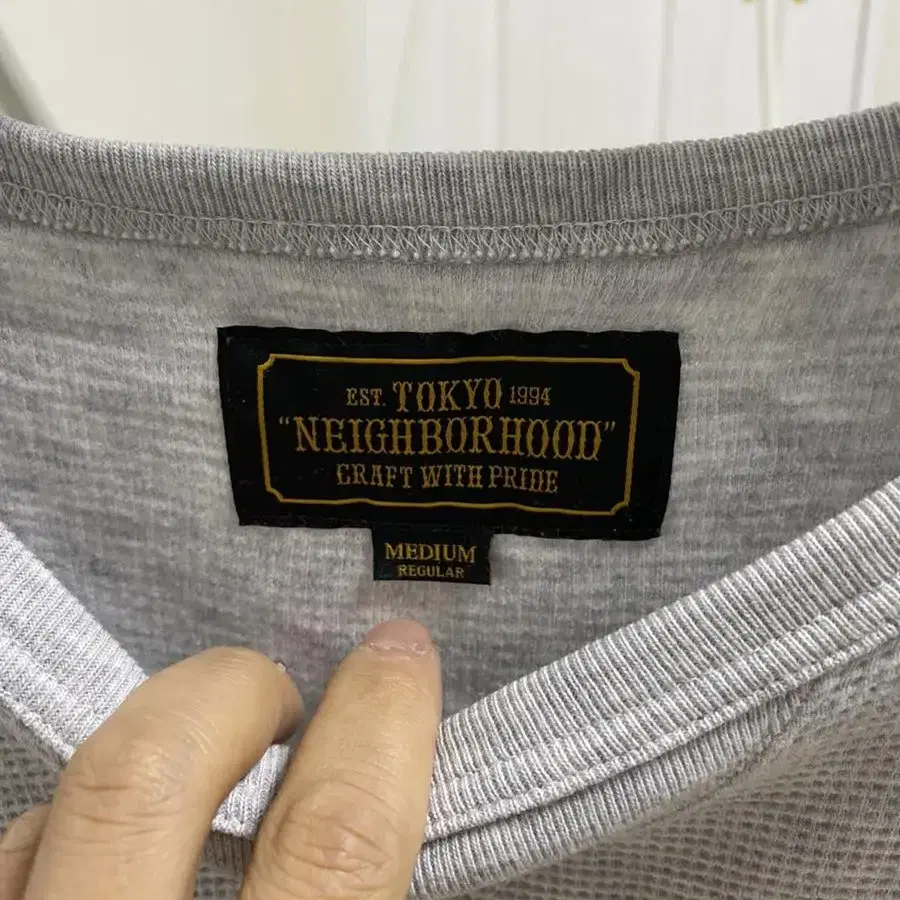 EST. TOKYO 1994
"NEIGHBORHOOD"
CRAFT WITH PRIDE
MEDIUM
REGULAR